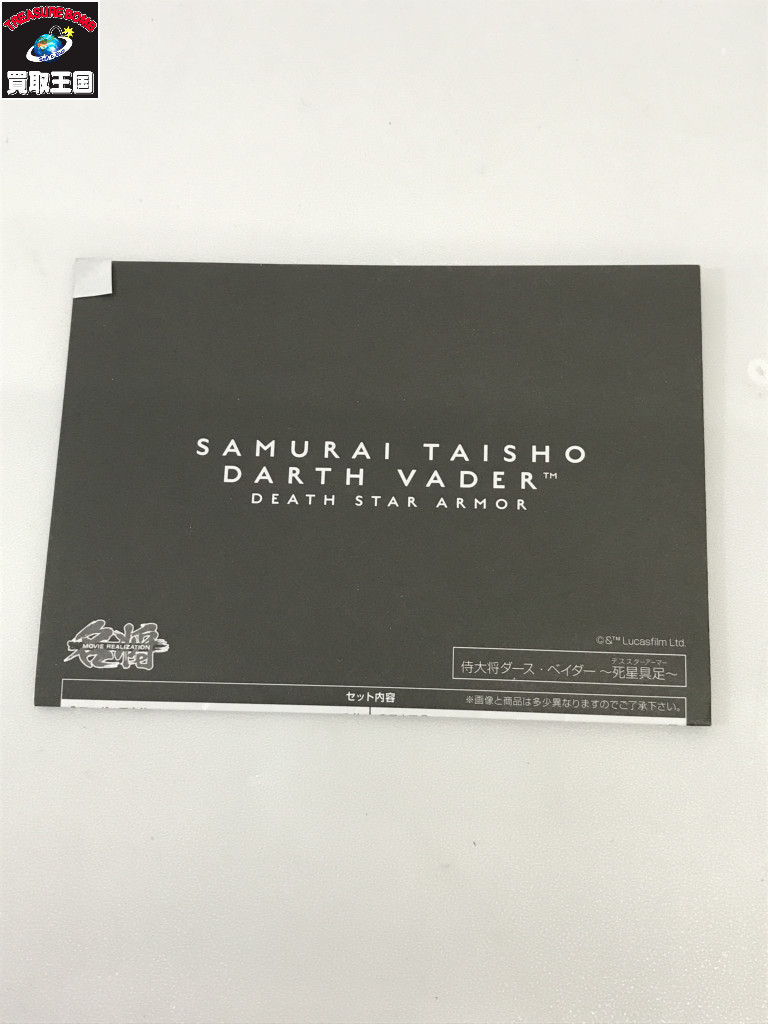 TREASURE BOMB
買取王国
SAMURAI TAISHO
DARTH VADER™
DEATH STAR ARMOR
名将
MOVIE REALIZATION
©&™ Lucasfilm Ltd.
デススターアーマー
侍大将ダース・ベイダー ～死星具足～
セット内容
※画像と商品は多少異なりますのでご了承下さい。